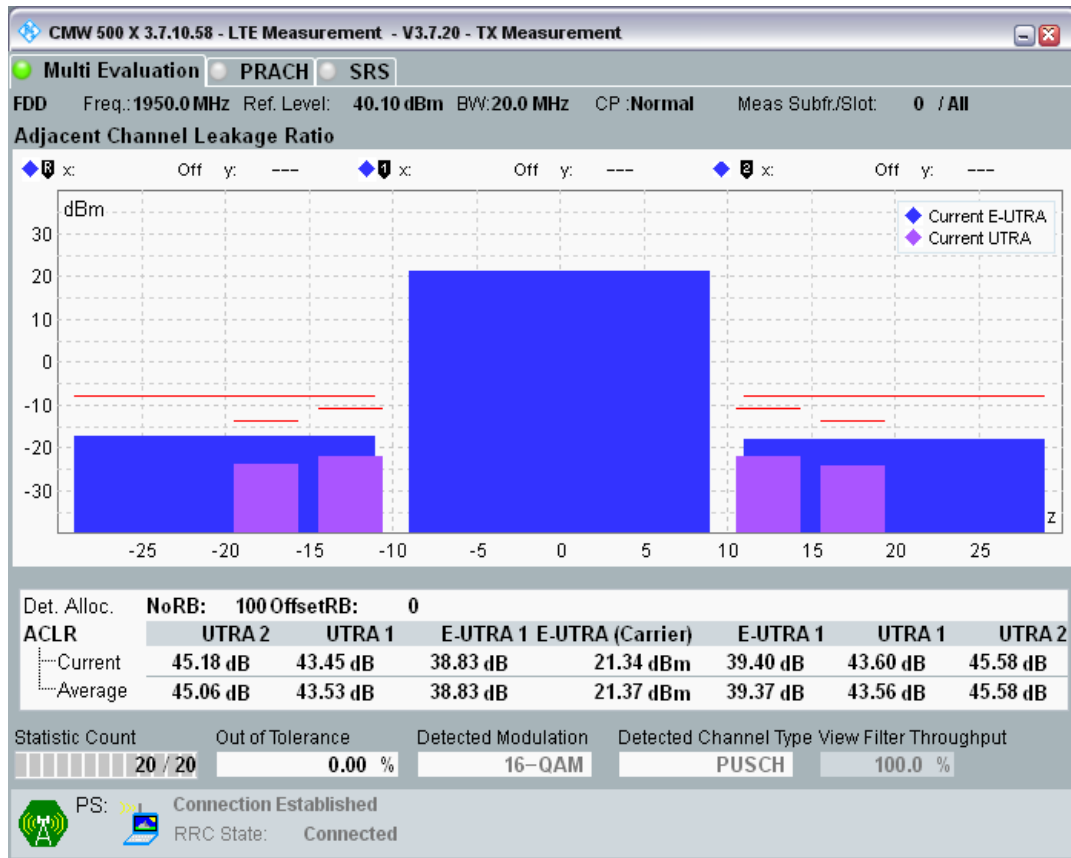 CMW 500 X 3.7.10.58 - LTE Measurement - V3.7.20 - TX Measurement
Multi Evaluation PRACH SRS
FDD Freq.: 1950.0 MHz Ref. Level: 40.10 dBm BW: 20.0 MHz CP : Normal Meas Subfr./Slot: 0 / All
Adjacent Channel Leakage Ratio
R x: Off y: --- 1 x: Off y: --- 2 x: Off y: ---
dBm
Current E-UTRA
Current UTRA
30
20
10
0
-10
-20
-30
z
-25 -20 -15 -10 -5 0 5 10 15 20 25
Det. Alloc. NoRB: 100 OffsetRB: 0
ACLR UTRA 2 UTRA 1 E-UTRA 1 E-UTRA (Carrier) E-UTRA 1 UTRA 1 UTRA 2
Current 45.18 dB 43.45 dB 38.83 dB 21.34 dBm 39.40 dB 43.60 dB 45.58 dB
Average 45.06 dB 43.53 dB 38.83 dB 21.37 dBm 39.37 dB 43.56 dB 45.58 dB
Statistic Count Out of Tolerance Detected Modulation Detected Channel Type View Filter Throughput
20 / 20 0.00 % 16-QAM PUSCH 100.0 %
PS: Connection Established
RRC State: Connected